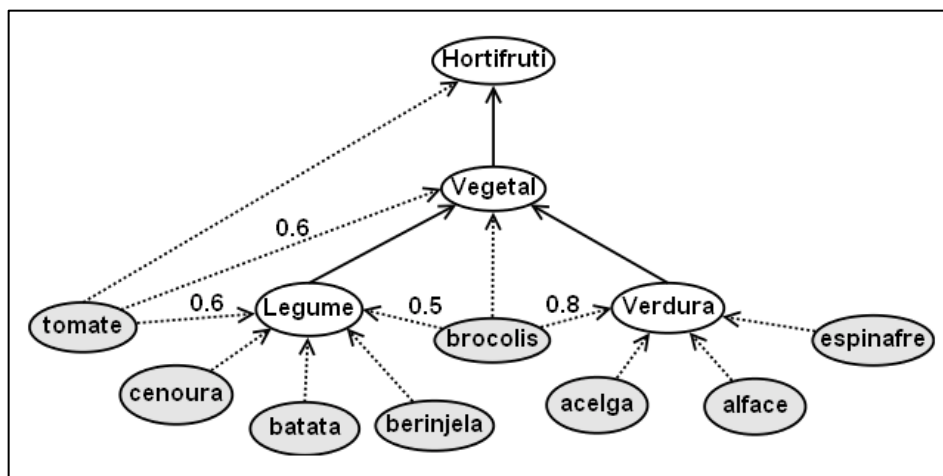 Hortifruti
Vegetal
0.6
tomate
0.6
Legume
0.5
brocolis
0.8
Verdura
espinafre
cenoura
batata
berinjela
acelga
alface